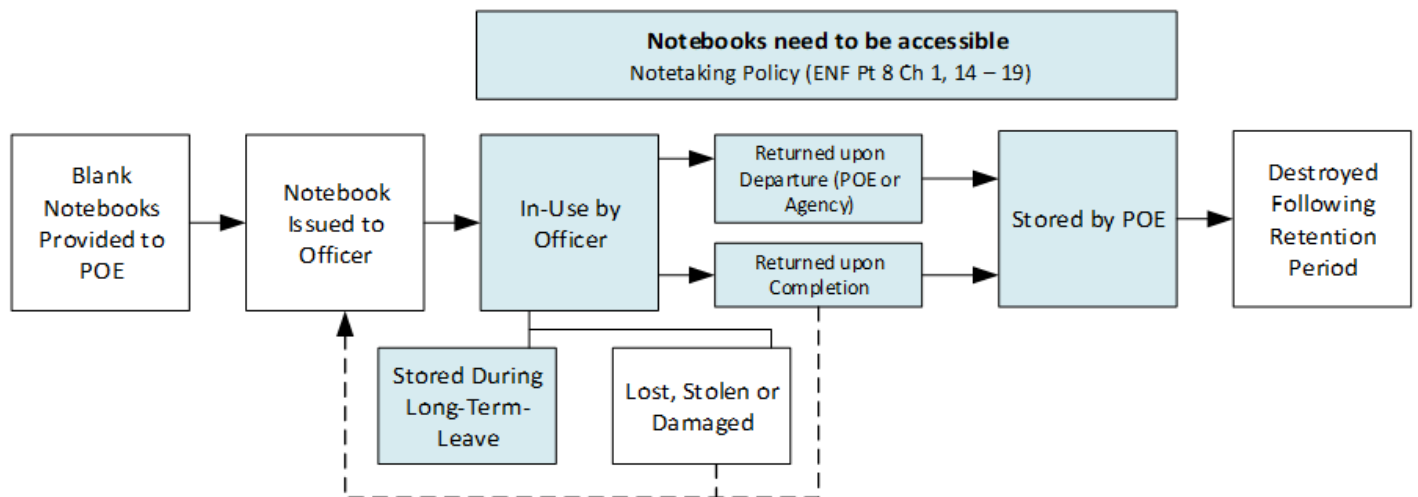 Notebooks need to be accessible
Notetaking Policy (ENF Pt 8 Ch 1, 14 – 19)
Blank
Notebooks
Provided to
POE
Notebook
Issued to
Officer
In-Use by
Officer
Returned upon
Departure (POE or
Agency)
Returned upon
Completion
Stored by POE
Destroyed
Following
Retention
Period
Stored During
Long-Term-
Leave
Lost, Stolen or
Damaged